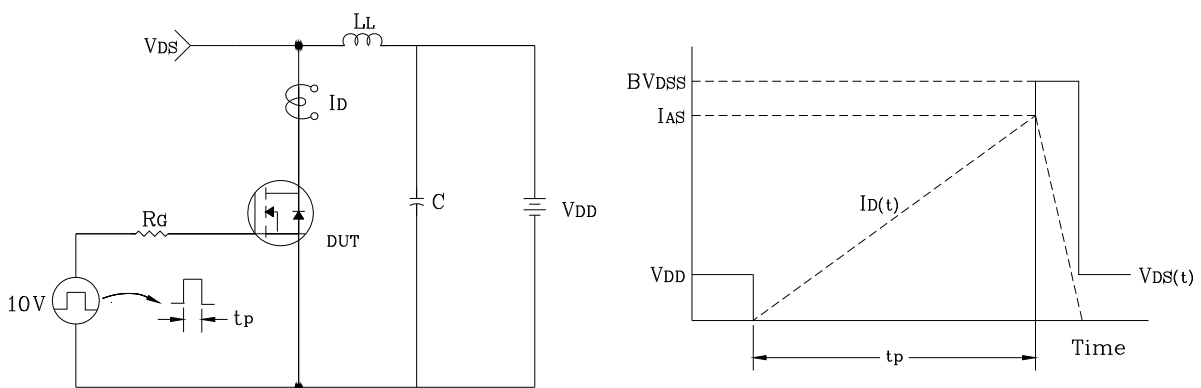 VDS
LL
ID
RG
DUT
C
VDD
10V
tp
BVDSS
IAS
ID(t)
VDD
VDS(t)
tp
Time